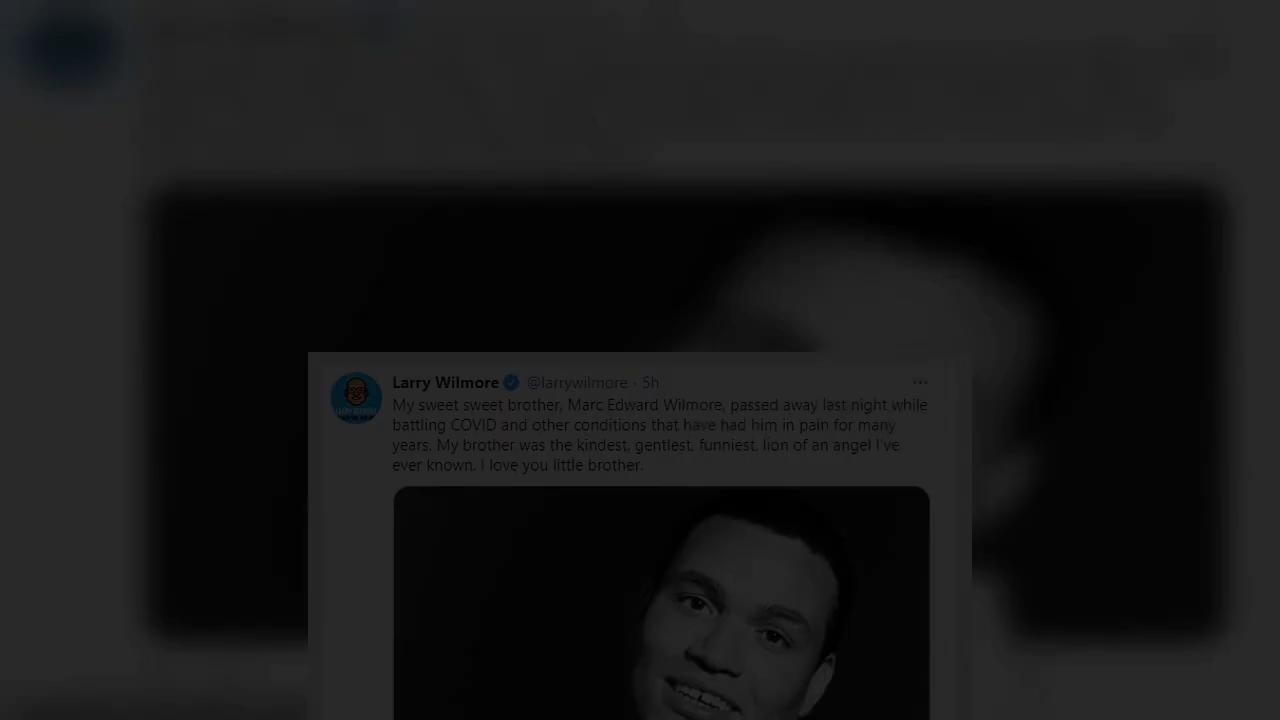 Larry Wilmore @larrywilmore · 5h
My sweet sweet brother, Marc Edward Wilmore, passed away last night while
battling COVID and other conditions that have had him in pain for many
years. My brother was the kindest, gentlest, funniest, lion of an angel I've
ever known. I love you little brother.